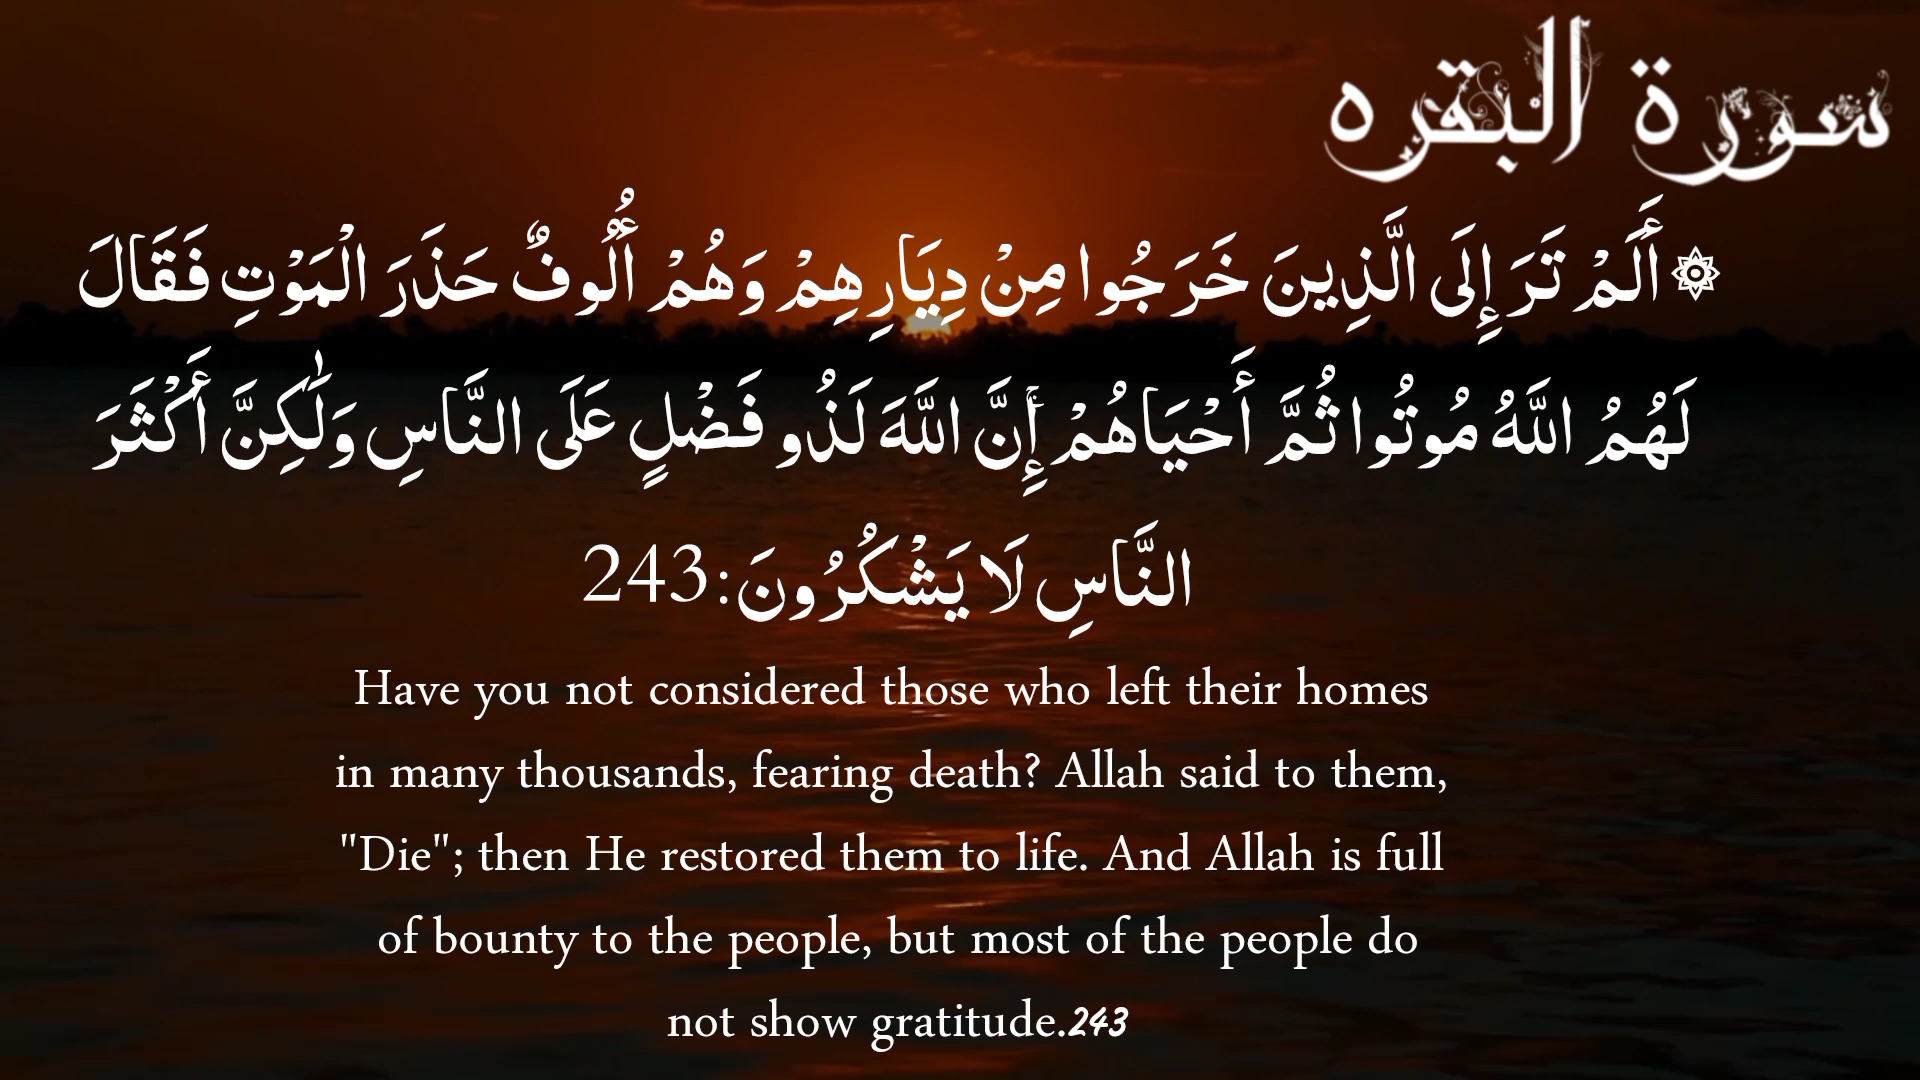 سورة البقره
۞ أَلَمْ تَرَ إِلَى الَّذِينَ خَرَجُوا مِنْ دِيَارِهِمْ وَهُمْ أُلُوفٌ حَذَرَ الْمَوْتِ فَقَالَ
لَهُمُ اللَّهُ مُوتُوا ثُمَّ أَحْيَاهُمْ إِنَّ اللَّهَ لَذُو فَضْلٍ عَلَى النَّاسِ وَلَٰكِنَّ أَكْثَرَ
النَّاسِ لَا يَشْكُرُونَ:243
Have you not considered those who left their homes
in many thousands, fearing death? Allah said to them,
"Die"; then He restored them to life. And Allah is full
of bounty to the people, but most of the people do
not show gratitude.243